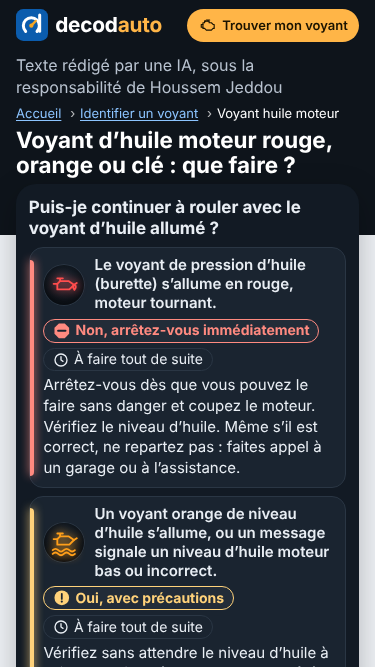 decodauto
Trouver mon voyant
Texte rédigé par une IA, sous la
responsabilité de Houssem Jeddou
Accueil › Identifier un voyant › Voyant huile moteur
Voyant d’huile moteur rouge,
orange ou clé : que faire ?
Puis-je continuer à rouler avec le
voyant d’huile allumé ?
Le voyant de pression d’huile
(burette) s’allume en rouge,
moteur tournant.
Non, arrêtez-vous immédiatement
À faire tout de suite
Arrêtez-vous dès que vous pouvez le
faire sans danger et coupez le moteur.
Vérifiez le niveau d’huile. Même s’il est
correct, ne repartez pas : faites appel à
un garage ou à l’assistance.
Un voyant orange de niveau
d’huile s’allume, ou un message
signale un niveau d’huile moteur
bas ou incorrect.
Oui, avec précautions
À faire tout de suite
Vérifiez sans attendre le niveau d’huile à